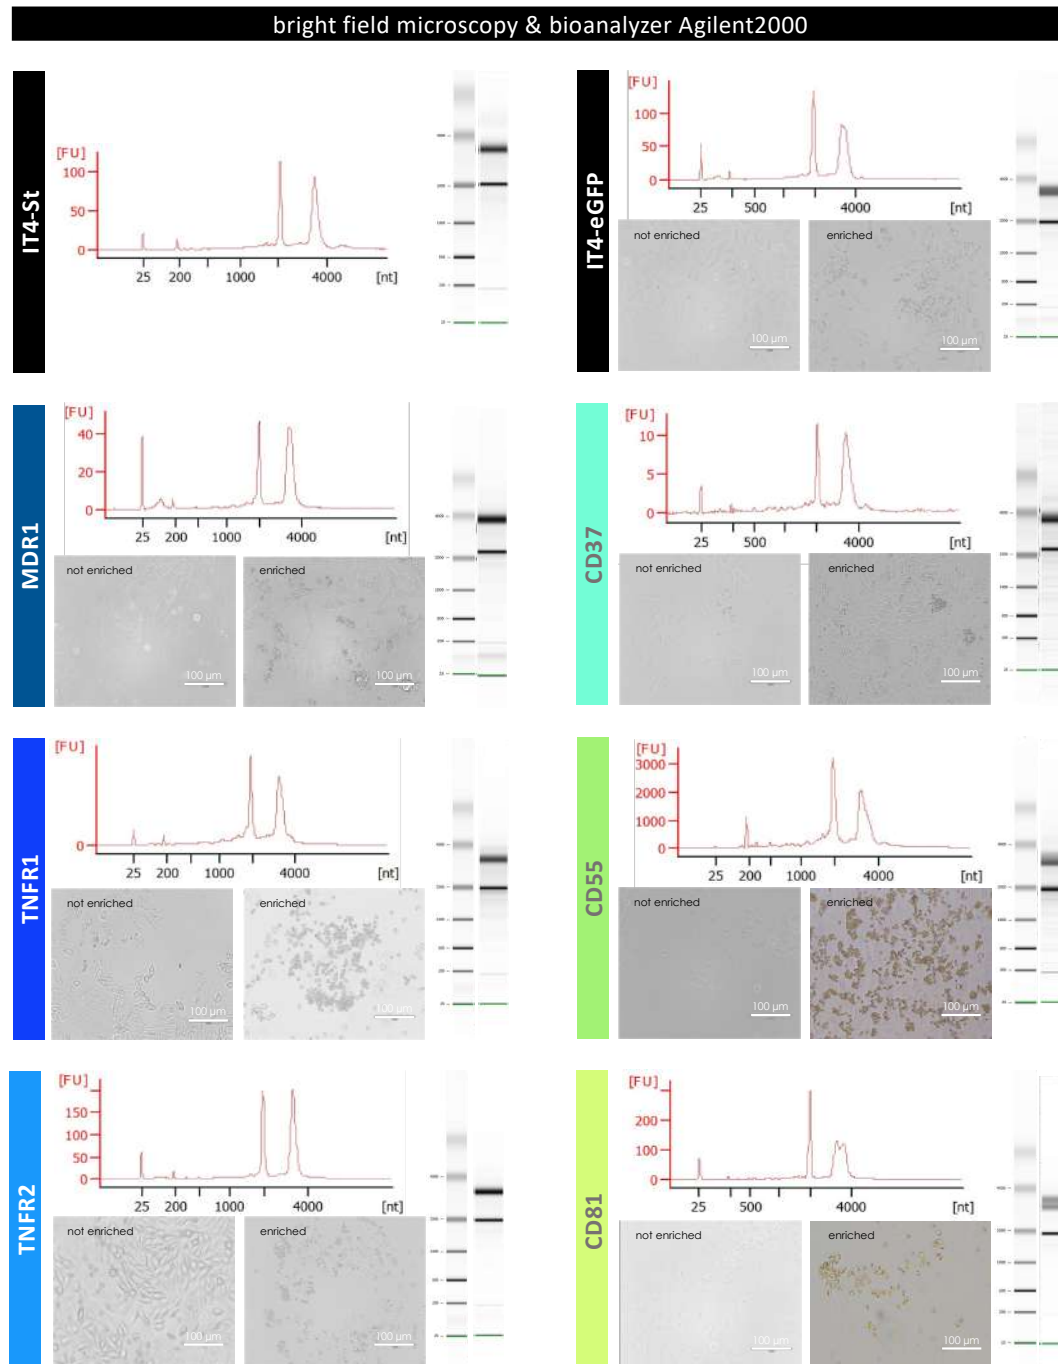 bright field microscopy & bioanalyzer Agilent2000
IT4-St
[FU]
100
50
0
25 200 1000 4000 [nt]
IT4-eGFP
[FU]
100
50
0
25 500 4000 [nt]
not enriched
100 µm
enriched
100 µm
MDR1
[FU]
40
20
0
25 200 1000 4000 [nt]
not enriched
100 µm
enriched
100 µm
CD37
[FU]
10
5
0
25 500 4000 [nt]
not enriched
100 µm
enriched
100 µm
TNFR1
[FU]
0
25 200 1000 4000 [nt]
not enriched
100 µm
enriched
100 µm
CD55
[FU]
3000
2000
1000
0
25 200 1000 4000 [nt]
not enriched
100 µm
enriched
100 µm
TNFR2
[FU]
150
100
50
0
25 200 1000 4000 [nt]
not enriched
100 µm
enriched
100 µm
CD81
[FU]
200
100
0
25 500 4000 [nt]
not enriched
100 µm
enriched
100 µm